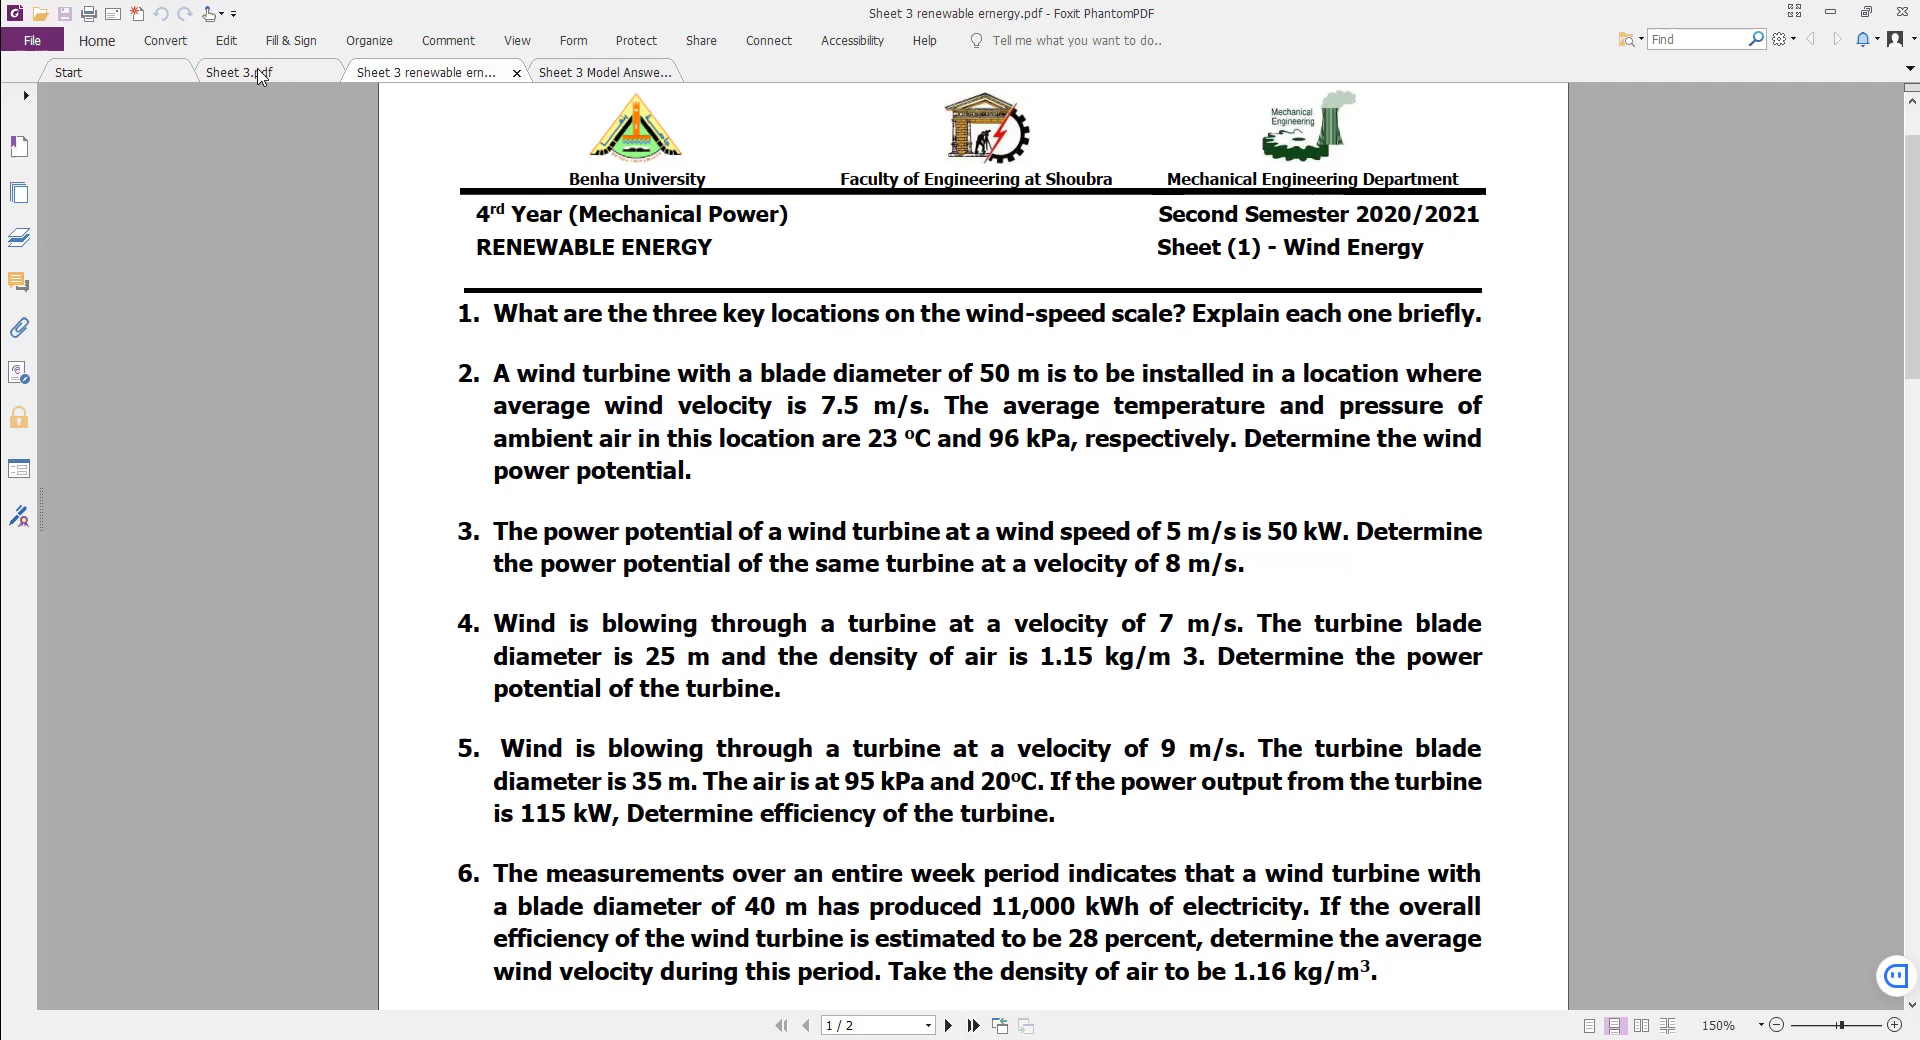 Sheet 3 renewable ernergy.pdf - Foxit PhantomPDF
File Home Convert Edit Fill & Sign Organize Comment View Form Protect Share Connect Accessibility Help Tell me what you want to do.. Find
Start Sheet 3.pdf Sheet 3 renewable ern... Sheet 3 Model Answe...
Mechanical
Engineering
Benha University Faculty of Engineering at Shoubra Mechanical Engineering Department
4rd Year (Mechanical Power) Second Semester 2020/2021
RENEWABLE ENERGY Sheet (1) - Wind Energy
1. What are the three key locations on the wind-speed scale? Explain each one briefly.
2. A wind turbine with a blade diameter of 50 m is to be installed in a location where
average wind velocity is 7.5 m/s. The average temperature and pressure of
ambient air in this location are 23 ºC and 96 kPa, respectively. Determine the wind
power potential.
3. The power potential of a wind turbine at a wind speed of 5 m/s is 50 kW. Determine
the power potential of the same turbine at a velocity of 8 m/s.
4. Wind is blowing through a turbine at a velocity of 7 m/s. The turbine blade
diameter is 25 m and the density of air is 1.15 kg/m 3. Determine the power
potential of the turbine.
5. Wind is blowing through a turbine at a velocity of 9 m/s. The turbine blade
diameter is 35 m. The air is at 95 kPa and 20ºC. If the power output from the turbine
is 115 kW, Determine efficiency of the turbine.
6. The measurements over an entire week period indicates that a wind turbine with
a blade diameter of 40 m has produced 11,000 kWh of electricity. If the overall
efficiency of the wind turbine is estimated to be 28 percent, determine the average
wind velocity during this period. Take the density of air to be 1.16 kg/m³.
1 / 2 150%